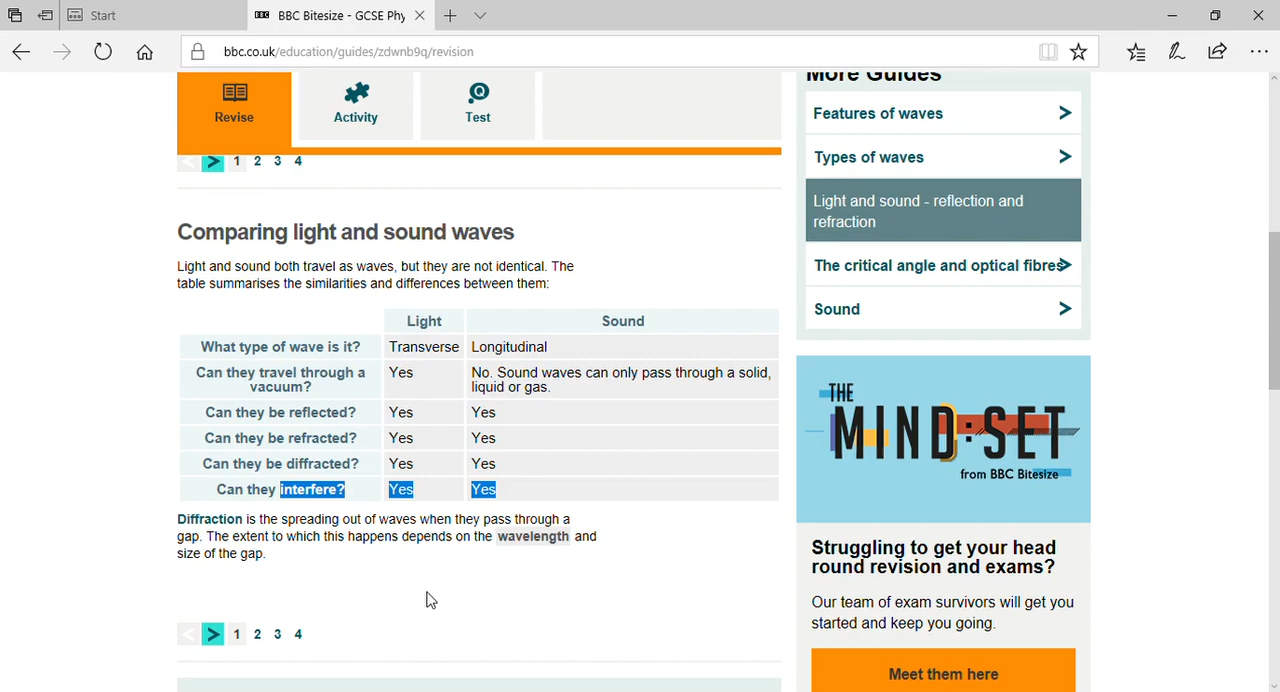 Start
BBC BBC Bitesize - GCSE Phy
bbc.co.uk/education/guides/zdwnb9q/revision
Revise
Activity
Test
1 2 3 4
Comparing light and sound waves
Light and sound both travel as waves, but they are not identical. The
table summarises the similarities and differences between them:
Light Sound
What type of wave is it? Transverse Longitudinal
Can they travel through a
vacuum?
Yes
No. Sound waves can only pass through a solid,
liquid or gas.
Can they be reflected? Yes Yes
Can they be refracted? Yes Yes
Can they be diffracted? Yes Yes
Can they interfere? Yes Yes
Diffraction is the spreading out of waves when they pass through a
gap. The extent to which this happens depends on the wavelength and
size of the gap.
1 2 3 4
More Guides
Features of waves
Types of waves
Light and sound - reflection and
refraction
The critical angle and optical fibres
Sound
THE
MIND:SET
from BBC Bitesize
Struggling to get your head
round revision and exams?
Our team of exam survivors will get you
started and keep you going.
Meet them here